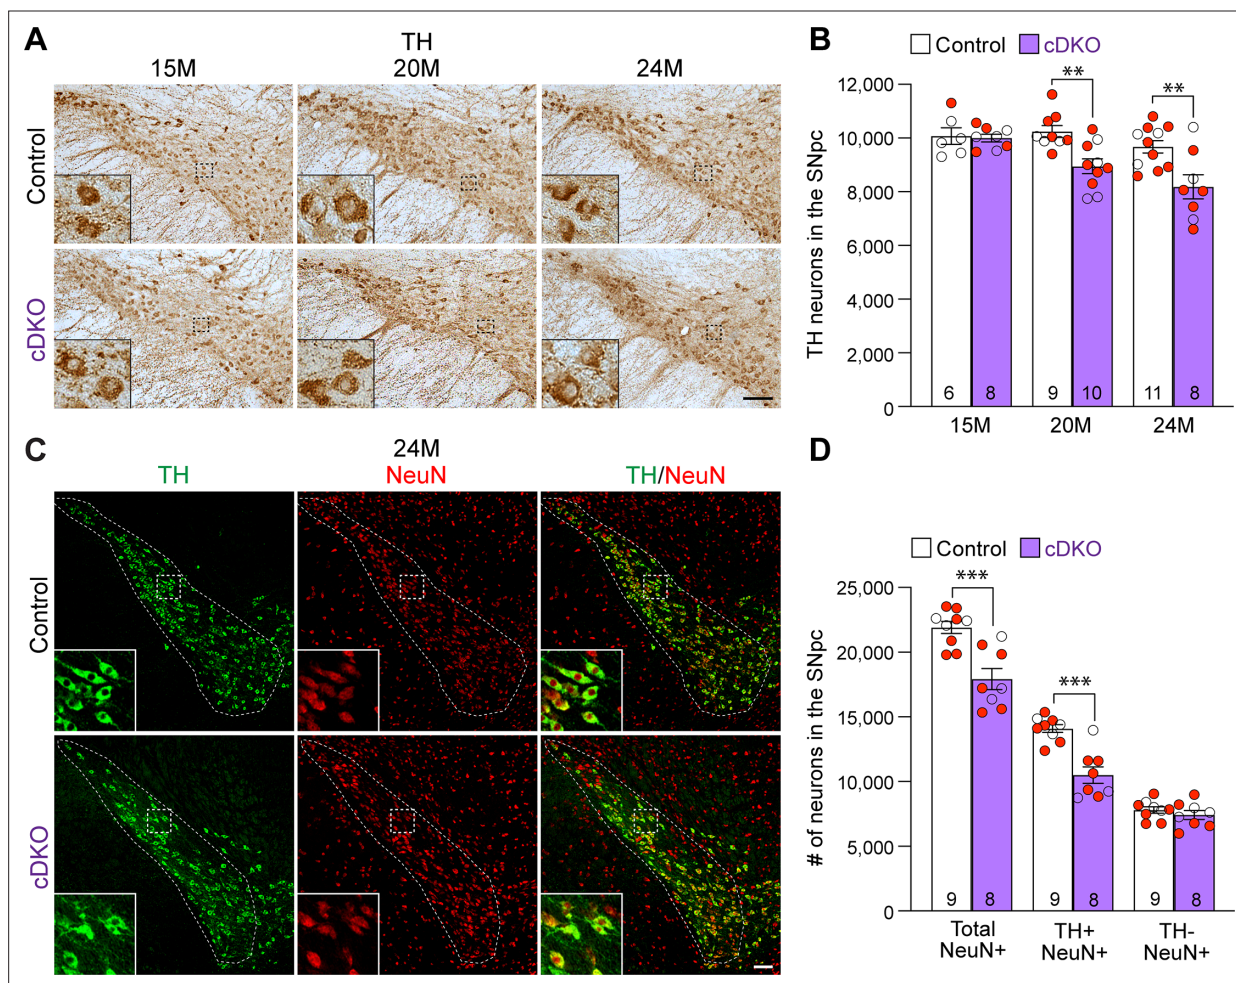 A
TH
15M
20M
24M
Control
cDKO
B
Control
cDKO
TH neurons in the SNpc
12,000
10,000
8,000
6,000
4,000
2,000
0
**
**
6
8
9
10
11
8
15M
20M
24M
C
24M
TH
NeuN
TH/NeuN
Control
cDKO
D
Control
cDKO
# of neurons in the SNpc
25,000
20,000
15,000
10,000
5,000
0
***
***
9
8
9
8
9
8
Total
NeuN+
TH+
NeuN+
TH-
NeuN+